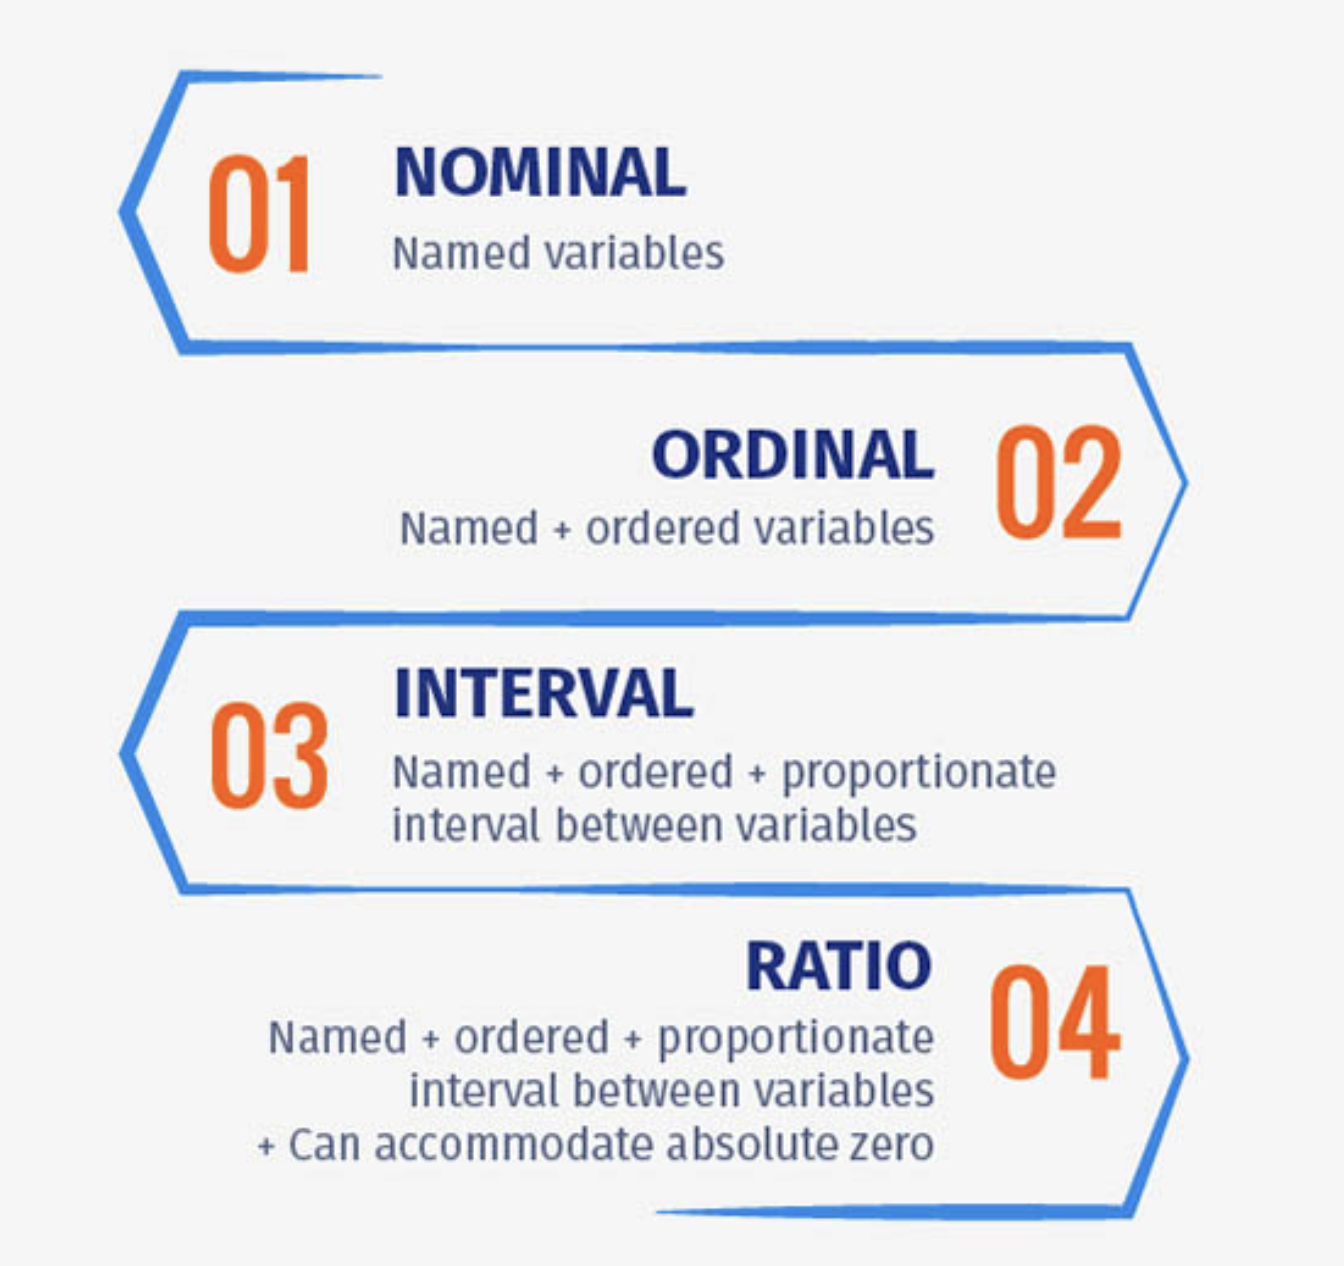 01
NOMINAL
Named variables
ORDINAL
02
Named + ordered variables
03
INTERVAL
Named + ordered + proportionate
interval between variables
RATIO
04
Named + ordered + proportionate
interval between variables
+ Can accommodate absolute zero